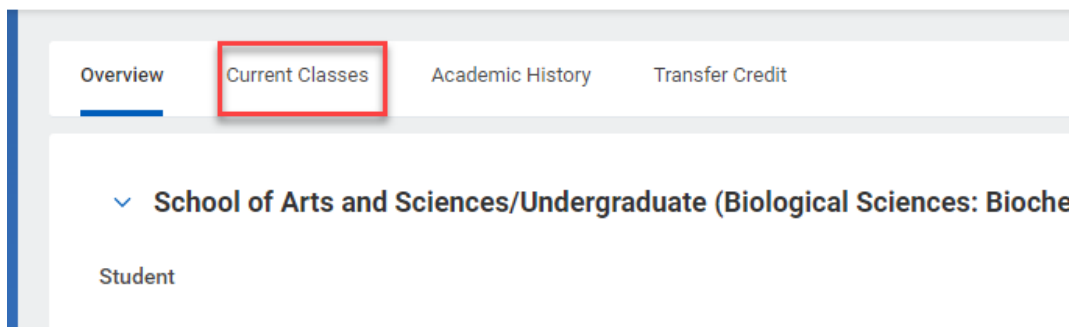 Overview Current Classes Academic History Transfer Credit
School of Arts and Sciences/Undergraduate (Biological Sciences: Bioche
Student